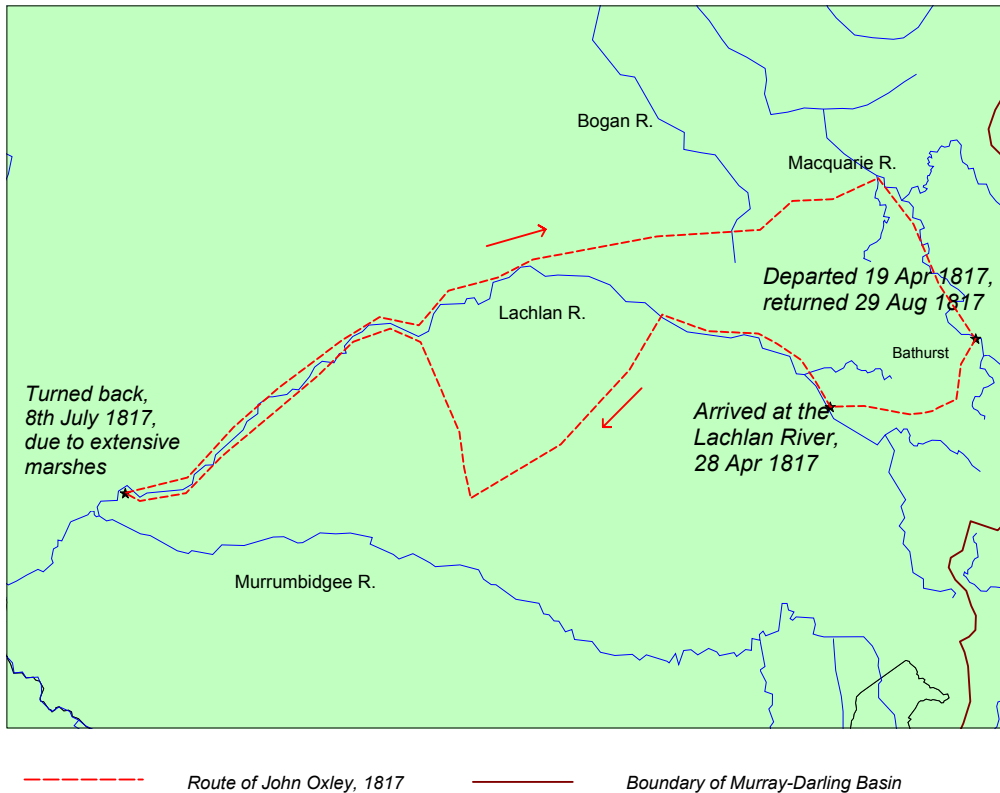 Bogan R.
Macquarie R.
Departed 19 Apr 1817,
returned 29 Aug 1817
Lachlan R.
Bathurst
Turned back,
8th July 1817,
due to extensive
marshes
Arrived at the
Lachlan River,
28 Apr 1817
Murrumbidgee R.
Route of John Oxley, 1817
Boundary of Murray-Darling Basin